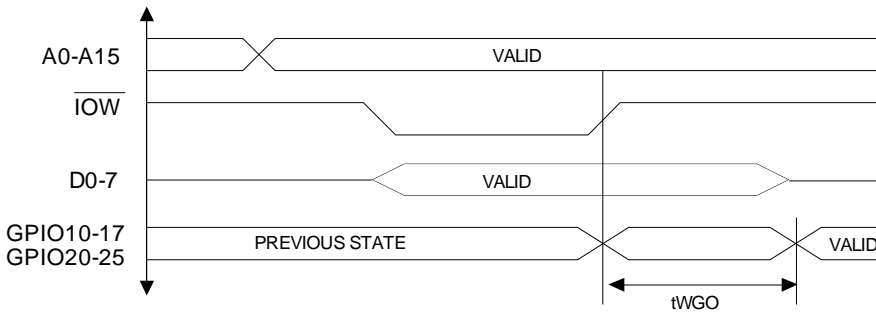 A0-A15
VALID
IOW
D0-7
VALID
GPIO10-17
GPIO20-25
PREVIOUS STATE
VALID
tWGO